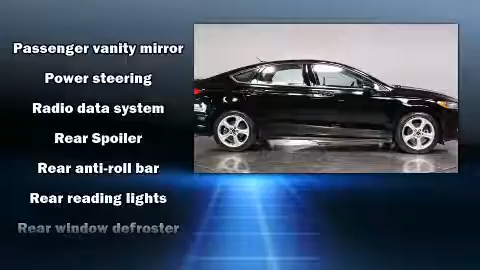 Passenger vanity mirror
Power steering
Radio data system
Rear Spoiler
Rear anti-roll bar
Rear reading lights
Rear window defroster